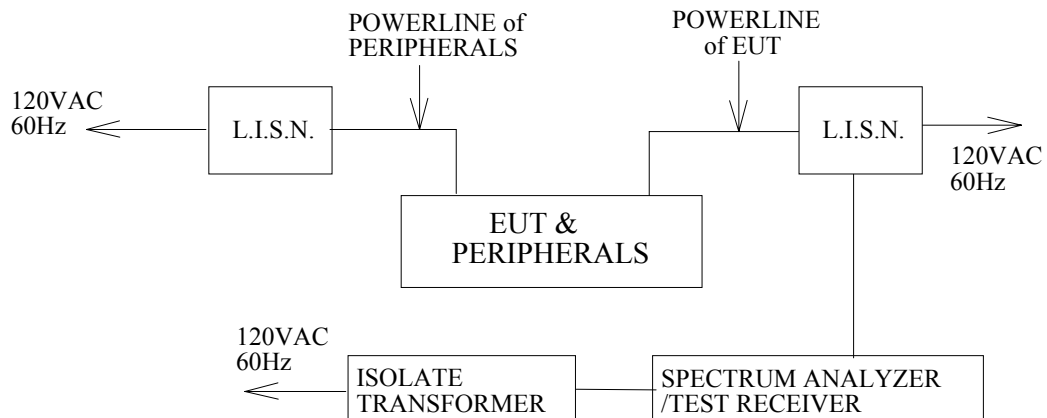 POWERLINE of
PERIPHERALS
POWERLINE
of EUT
120VAC
60Hz
L.I.S.N.
L.I.S.N.
120VAC
60Hz
EUT &
PERIPHERALS
120VAC
60Hz
ISOLATE
TRANSFORMER
SPECTRUM ANALYZER
/TEST RECEIVER